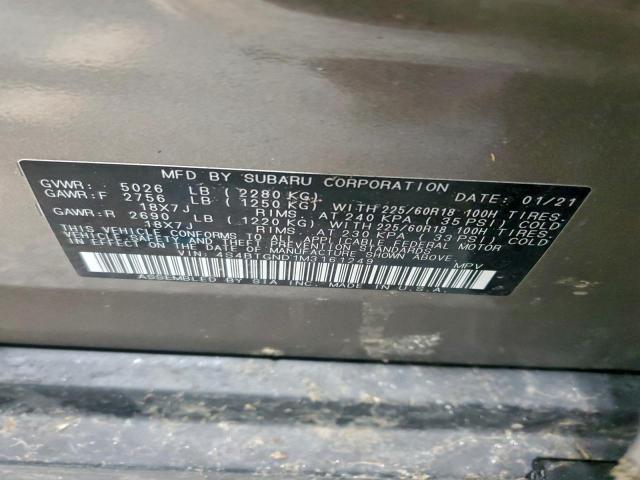 MFD BY SUBARU CORPORATION DATE: 01/21
GVWR: 5026 LB (2280 KG)
GAWR:F 2756 LB (1250 KG) WITH 225/60R18 100H TIRES.
18X7J RIMS. AT 240 KPA ( 35 PSI ) COLD
GAWR:R 2690 LB (1220 KG) WITH 225/60R18 100H TIRES.
18X7J RIMS. AT 230 KPA ( 33 PSI ) COLD
THIS VEHICLE CONFORMS TO ALL APPLICABLE FEDERAL MOTOR
VEHICLE SAFETY AND THEFT PREVENTION STANDARDS
IN EFFECT ON THE DATE OF MANUFACTURE SHOWN ABOVE.
VIN: 4S4BTGND1M3161249 MPV
ASSEMBLED BY SIA INC. MADE IN U.S.A.